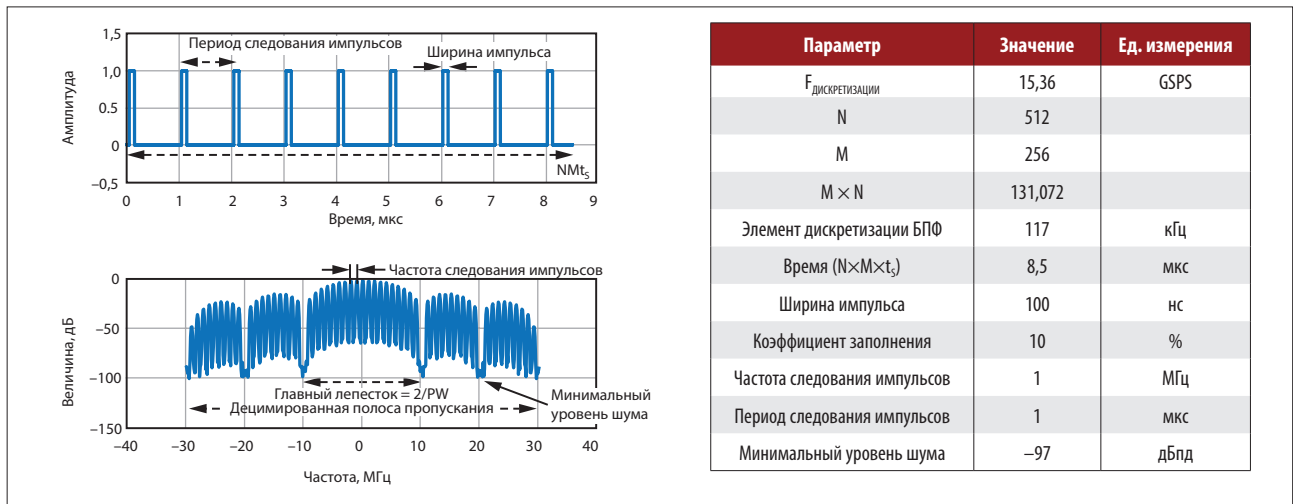 1,5
Период следования импульсов
Ширина импульса
1,0
0.5
0
–0,5
Амплитуда
NMtS
0 1 2 3 4 5 6 7 8 9
Время, мкс
Частота следования импульсов
0
–50
–100
–150
Величина, дБ
Главный лепесток = 2/PW
Децимированная полоса пропускания
Минимальный
уровень шума
–40 –30 –20 –10 0 10 20 30 40
Частота, МГц
Параметр Значение Ед. измерения
FДИСКРЕТИЗАЦИИ 15,36 GSPS
N 512
M 256
M × N 131,072
Элемент дискретизации БПФ 117 кГц
Время (N×M×tS) 8,5 мкс
Ширина импульса 100 нс
Коэффициент заполнения 10 %
Частота следования импульсов 1 МГц
Период следования импульсов 1 мкс
Минимальный уровень шума –97 дБпд